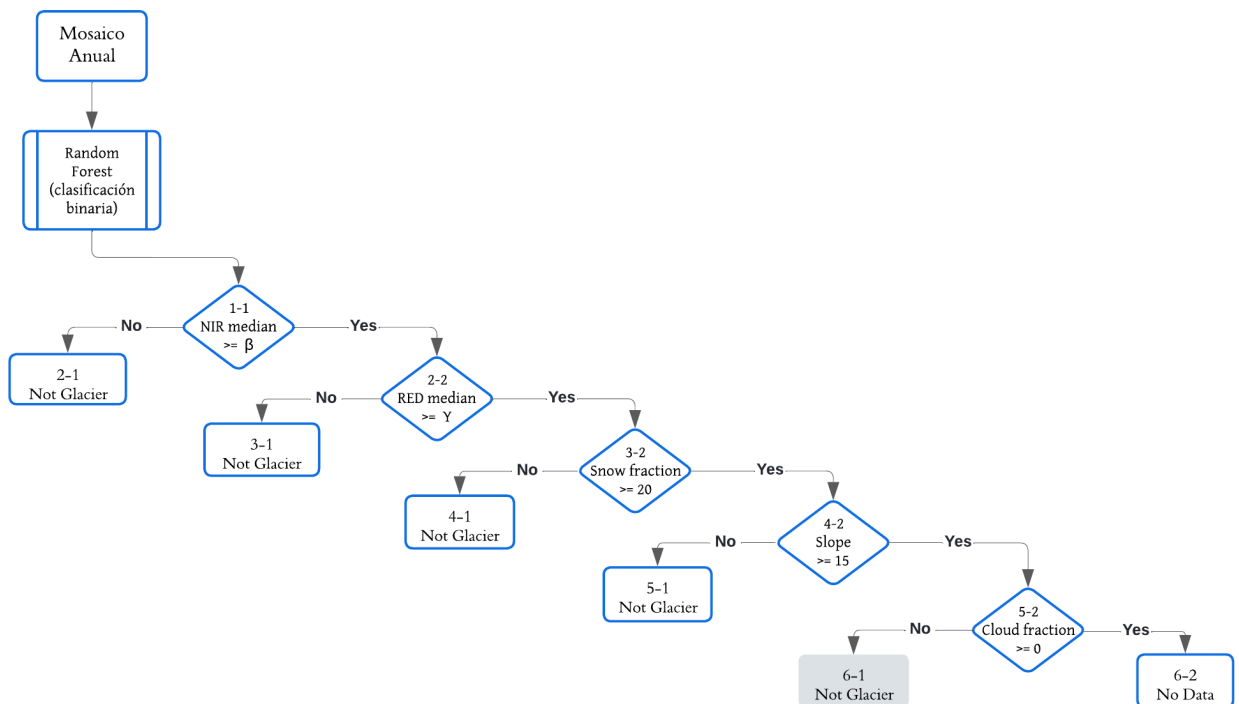 Mosaico
Anual
Random
Forest
(clasificación
binaria)
1-1
NIR median
>= β
No
Yes
2-1
Not Glacier
2-2
RED median
>= Y
No
Yes
3-1
Not Glacier
3-2
Snow fraction
>= 20
No
Yes
4-1
Not Glacier
4-2
Slope
>= 15
No
Yes
5-1
Not Glacier
5-2
Cloud fraction
>= 0
No
Yes
6-1
Not Glacier
6-2
No Data